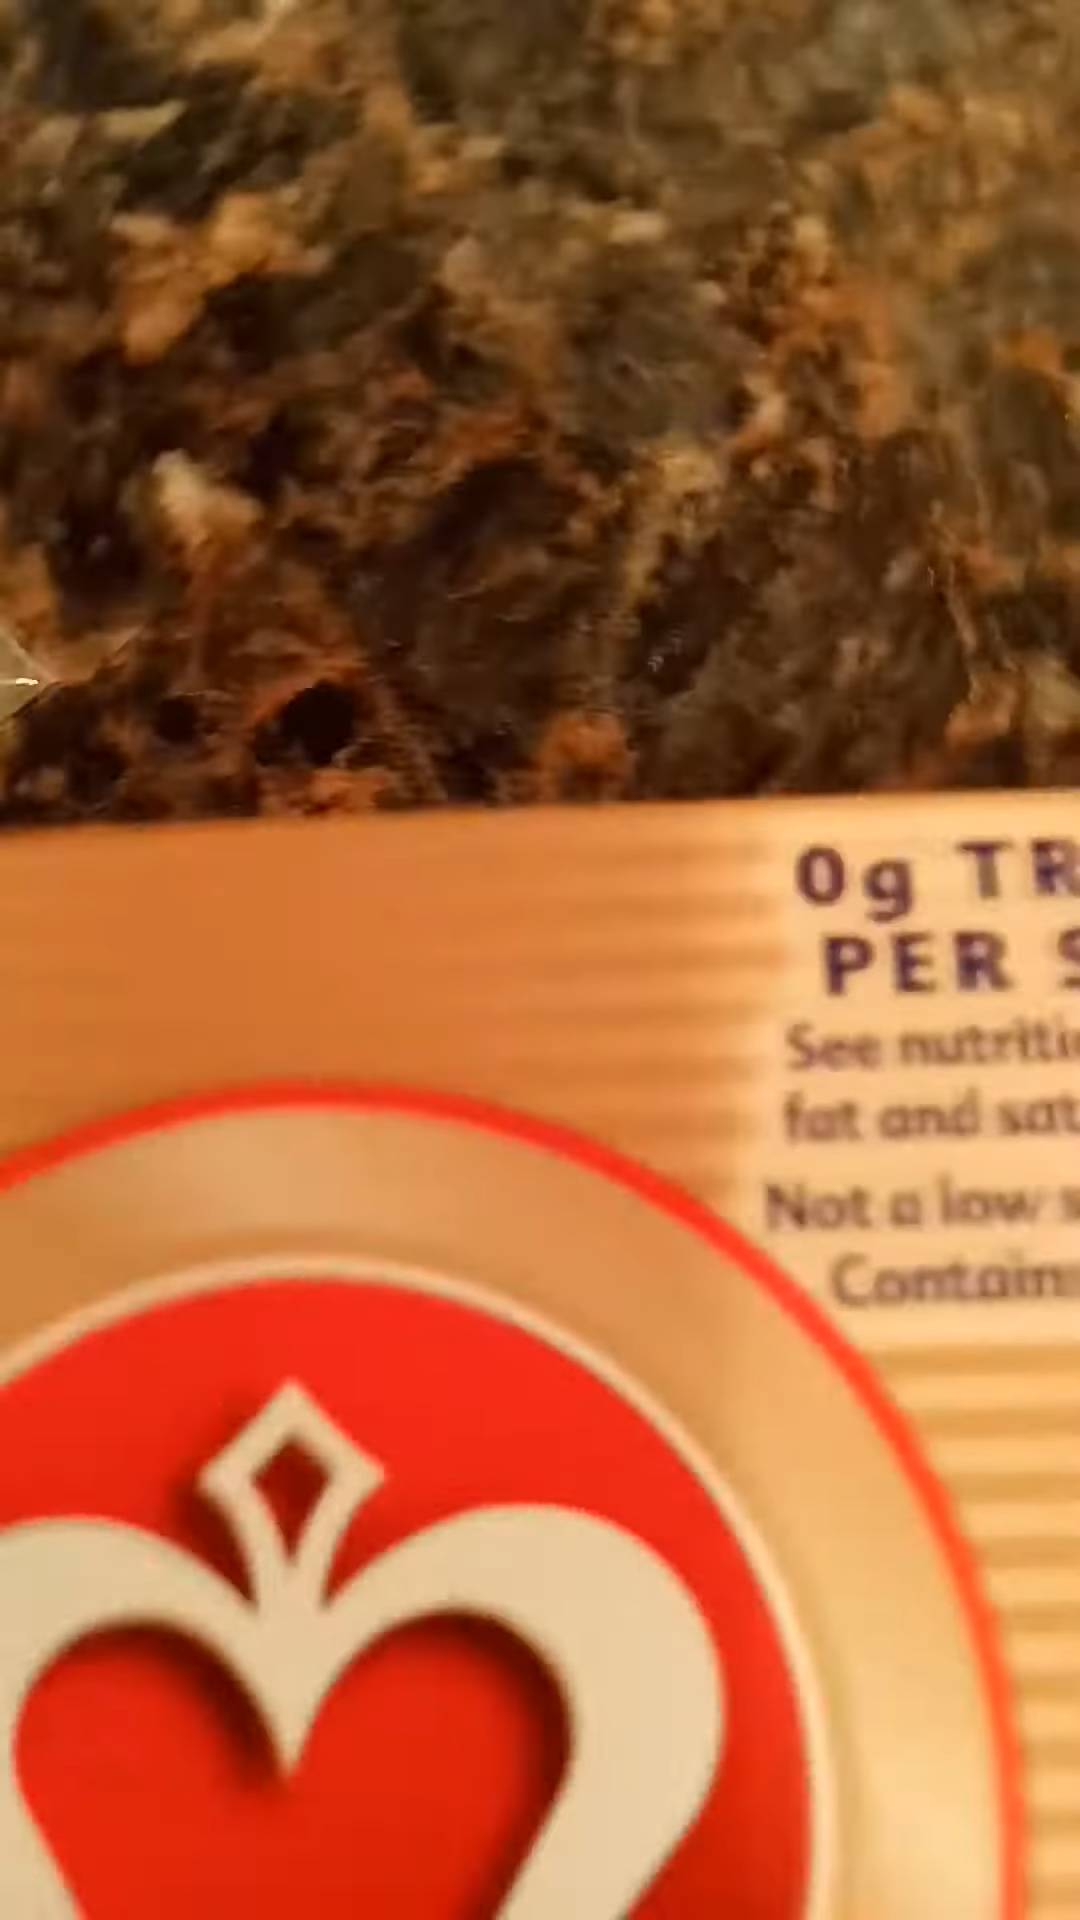 0g TR
PER S
See nutriti
fat and sat
Not a low s
Contain